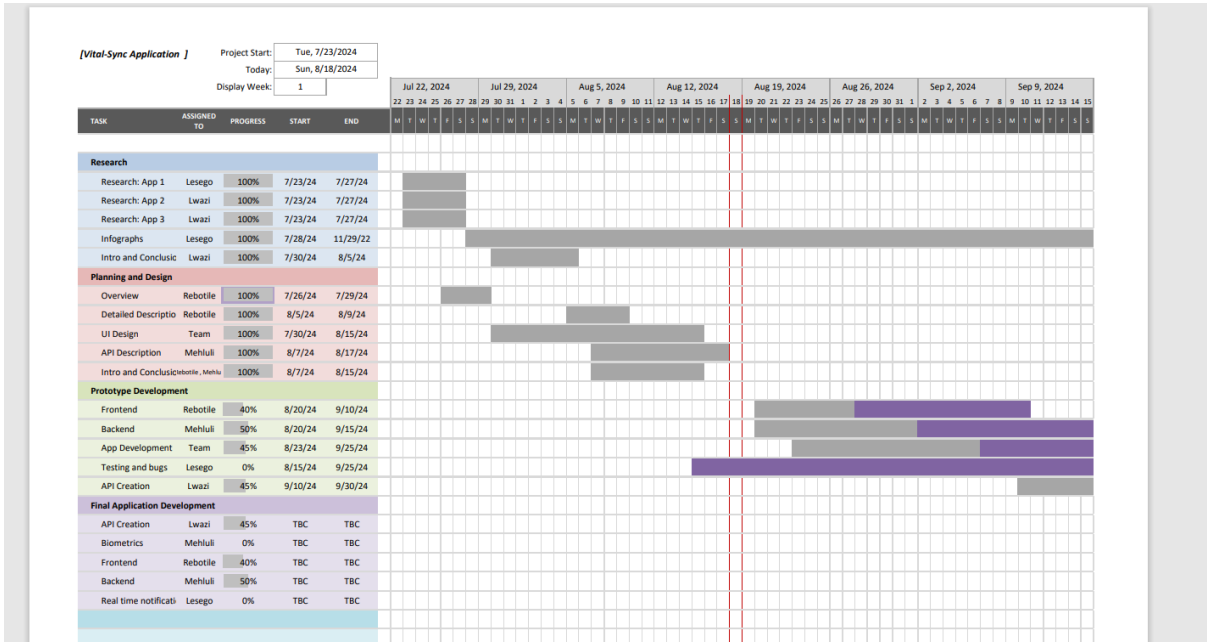 [Vital-Sync Application ] Project Start: Tue, 7/23/2024
Today: Sun, 8/18/2024
Display Week: 1 Jul 22, 2024 Jul 29, 2024 Aug 5, 2024 Aug 12, 2024 Aug 19, 2024 Aug 26, 2024 Sep 2, 2024 Sep 9, 2024
22 23 24 25 26 27 28 29 30 31 1 2 3 4 5 6 7 8 9 10 11 12 13 14 15 16 17 18 19 20 21 22 23 24 25 26 27 28 29 30 31 1 2 3 4 5 6 7 8 9 10 11 12 13 14 15
TASK ASSIGNED TO PROGRESS START END M T W T F S S M T W T F S S M T W T F S S M T W T F S S M T W T F S S M T W T F S S M T W T F S S M T W T F S S
Research
Research: App 1 Lesego 100% 7/23/24 7/27/24
Research: App 2 Lwazi 100% 7/23/24 7/27/24
Research: App 3 Lwazi 100% 7/23/24 7/27/24
Infographs Lesego 100% 7/28/24 11/29/22
Intro and Conclusic Lwazi 100% 7/30/24 8/5/24
Planning and Design
Overview Rebotile 100% 7/26/24 7/29/24
Detailed Descriptio Rebotile 100% 8/5/24 8/9/24
UI Design Team 100% 7/30/24 8/15/24
API Description Mehluli 100% 8/7/24 8/17/24
Intro and Conclusic Rebotile , Mehlu 100% 8/7/24 8/15/24
Prototype Development
Frontend Rebotile 40% 8/20/24 9/10/24
Backend Mehluli 50% 8/20/24 9/15/24
App Development Team 45% 8/23/24 9/25/24
Testing and bugs Lesego 0% 8/15/24 9/25/24
API Creation Lwazi 45% 9/10/24 9/30/24
Final Application Development
API Creation Lwazi 45% TBC TBC
Biometrics Mehluli 0% TBC TBC
Frontend Rebotile 40% TBC TBC
Backend Mehluli 50% TBC TBC
Real time notificati Lesego 0% TBC TBC